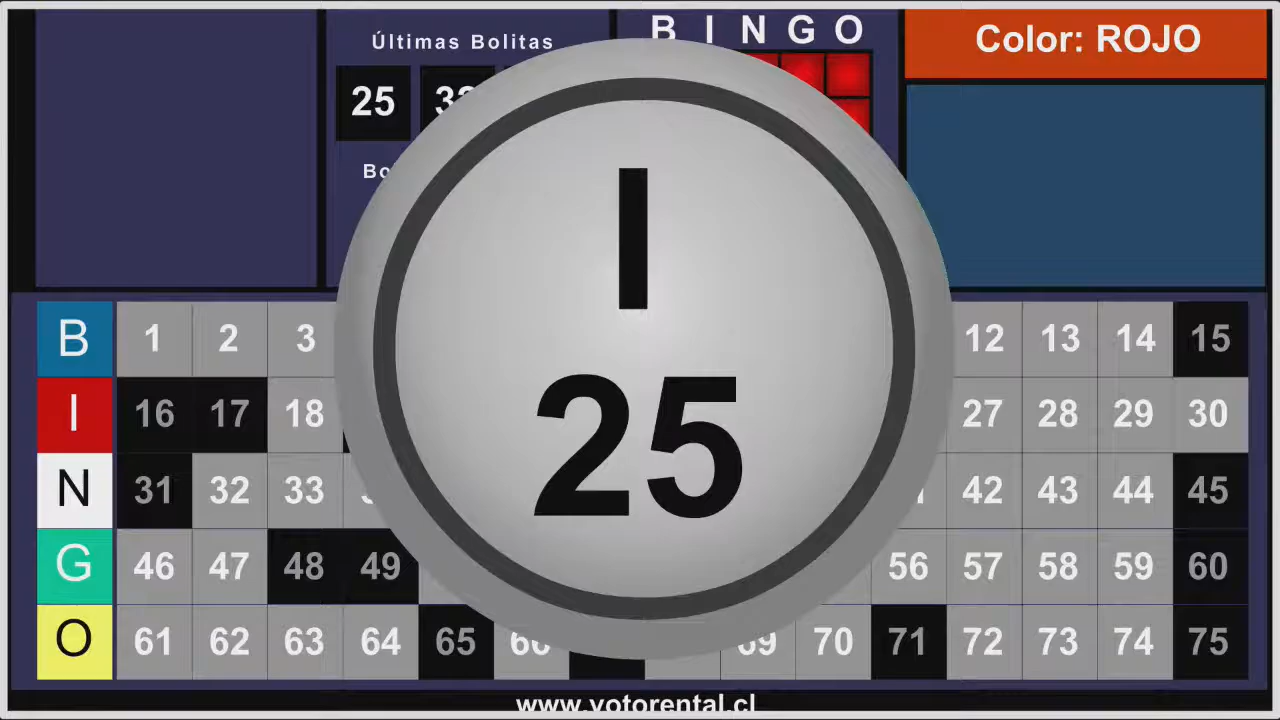 B I N G O
Color: ROJO
Últimas Bolitas
25
I
25
B 1 2 3 12 13 14 15
I 16 17 18 27 28 29 30
N 31 32 33 42 43 44 45
G 46 47 48 49 56 57 58 59 60
O 61 62 63 64 65 66 69 70 71 72 73 74 75
www.votorental.cl